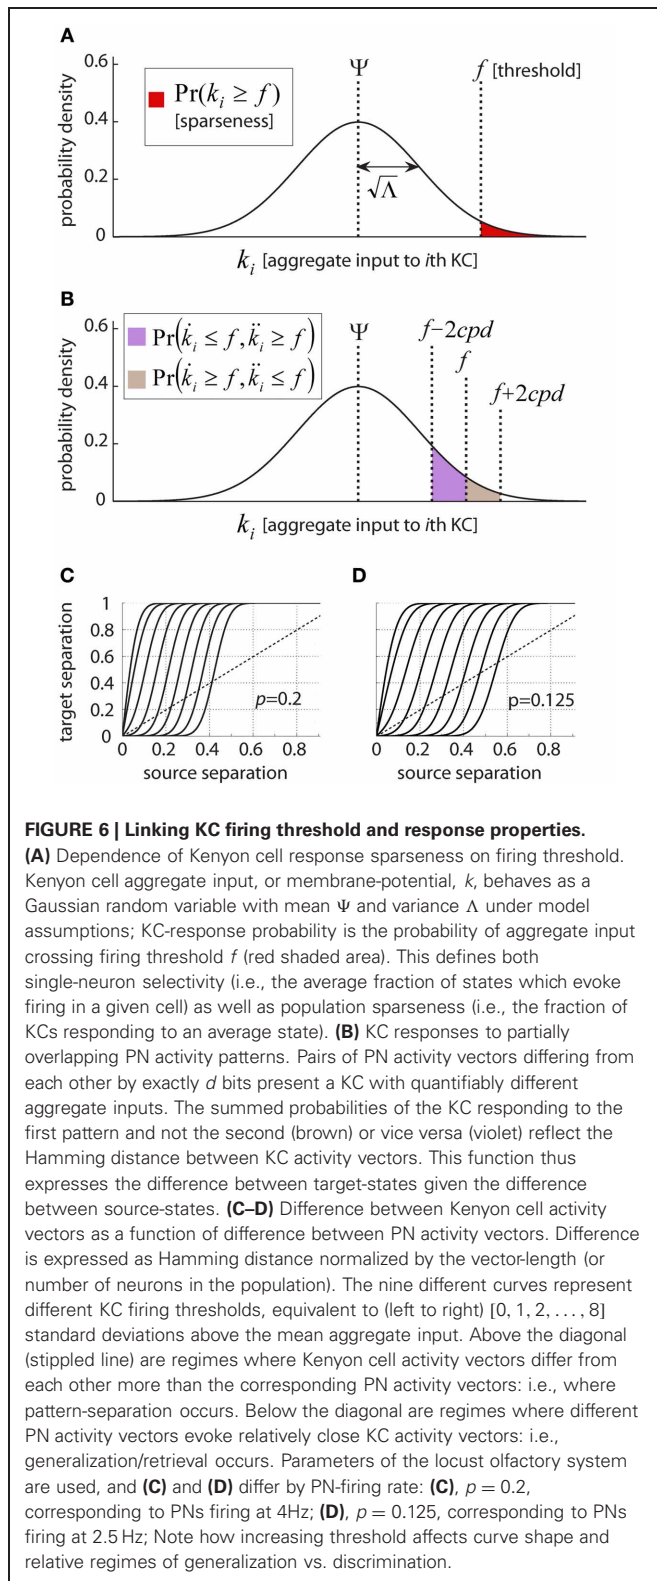 A
0.6
0.4
0.2
0
probability density
Pr(k_i ≥ f)
[sparseness]
Ψ
f [threshold]
√Λ
k_i [aggregate input to ith KC]
B
0.6
0.4
0.2
0
probability density
Pr(k̇_i ≤ f, k̈_i ≥ f)
Pr(k̇_i ≥ f, k̈_i ≤ f)
Ψ
f−2cpd
f
f+2cpd
k_i [aggregate input to ith KC]
C
1
0.8
0.6
0.4
0.2
0
target separation
p=0.2
0 0.2 0.4 0.6 0.8
source separation
D
p=0.125
0 0.2 0.4 0.6 0.8
source separation
FIGURE 6 | Linking KC firing threshold and response properties.
(A) Dependence of Kenyon cell response sparseness on firing threshold.
Kenyon cell aggregate input, or membrane-potential, k, behaves as a
Gaussian random variable with mean Ψ and variance Λ under model
assumptions; KC-response probability is the probability of aggregate input
crossing firing threshold f (red shaded area). This defines both
single-neuron selectivity (i.e., the average fraction of states which evoke
firing in a given cell) as well as population sparseness (i.e., the fraction of
KCs responding to an average state). (B) KC responses to partially
overlapping PN activity patterns. Pairs of PN activity vectors differing from
each other by exactly d bits present a KC with quantifiably different
aggregate inputs. The summed probabilities of the KC responding to the
first pattern and not the second (brown) or vice versa (violet) reflect the
Hamming distance between KC activity vectors. This function thus
expresses the difference between target-states given the difference
between source-states. (C–D) Difference between Kenyon cell activity
vectors as a function of difference between PN activity vectors. Difference
is expressed as Hamming distance normalized by the vector-length (or
number of neurons in the population). The nine different curves represent
different KC firing thresholds, equivalent to (left to right) [0, 1, 2, . . . , 8]
standard deviations above the mean aggregate input. Above the diagonal
(stippled line) are regimes where Kenyon cell activity vectors differ from
each other more than the corresponding PN activity vectors: i.e., where
pattern-separation occurs. Below the diagonal are regimes where different
PN activity vectors evoke relatively close KC activity vectors: i.e.,
generalization/retrieval occurs. Parameters of the locust olfactory system
are used, and (C) and (D) differ by PN-firing rate: (C), p = 0.2,
corresponding to PNs firing at 4Hz; (D), p = 0.125, corresponding to PNs
firing at 2.5 Hz; Note how increasing threshold affects curve shape and
relative regimes of generalization vs. discrimination.